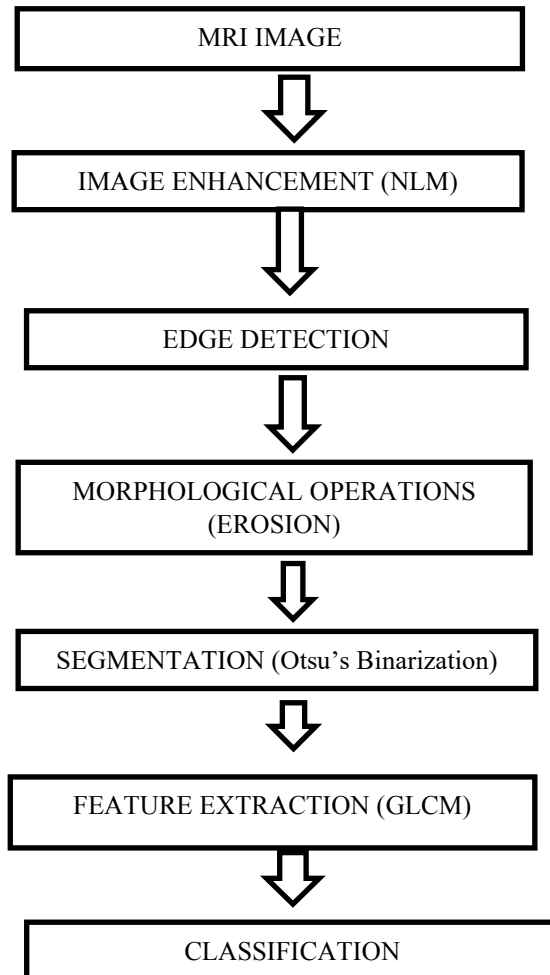 MRI IMAGE
IMAGE ENHANCEMENT (NLM)
EDGE DETECTION
MORPHOLOGICAL OPERATIONS
(EROSION)
SEGMENTATION (Otsu’s Binarization)
FEATURE EXTRACTION (GLCM)
CLASSIFICATION